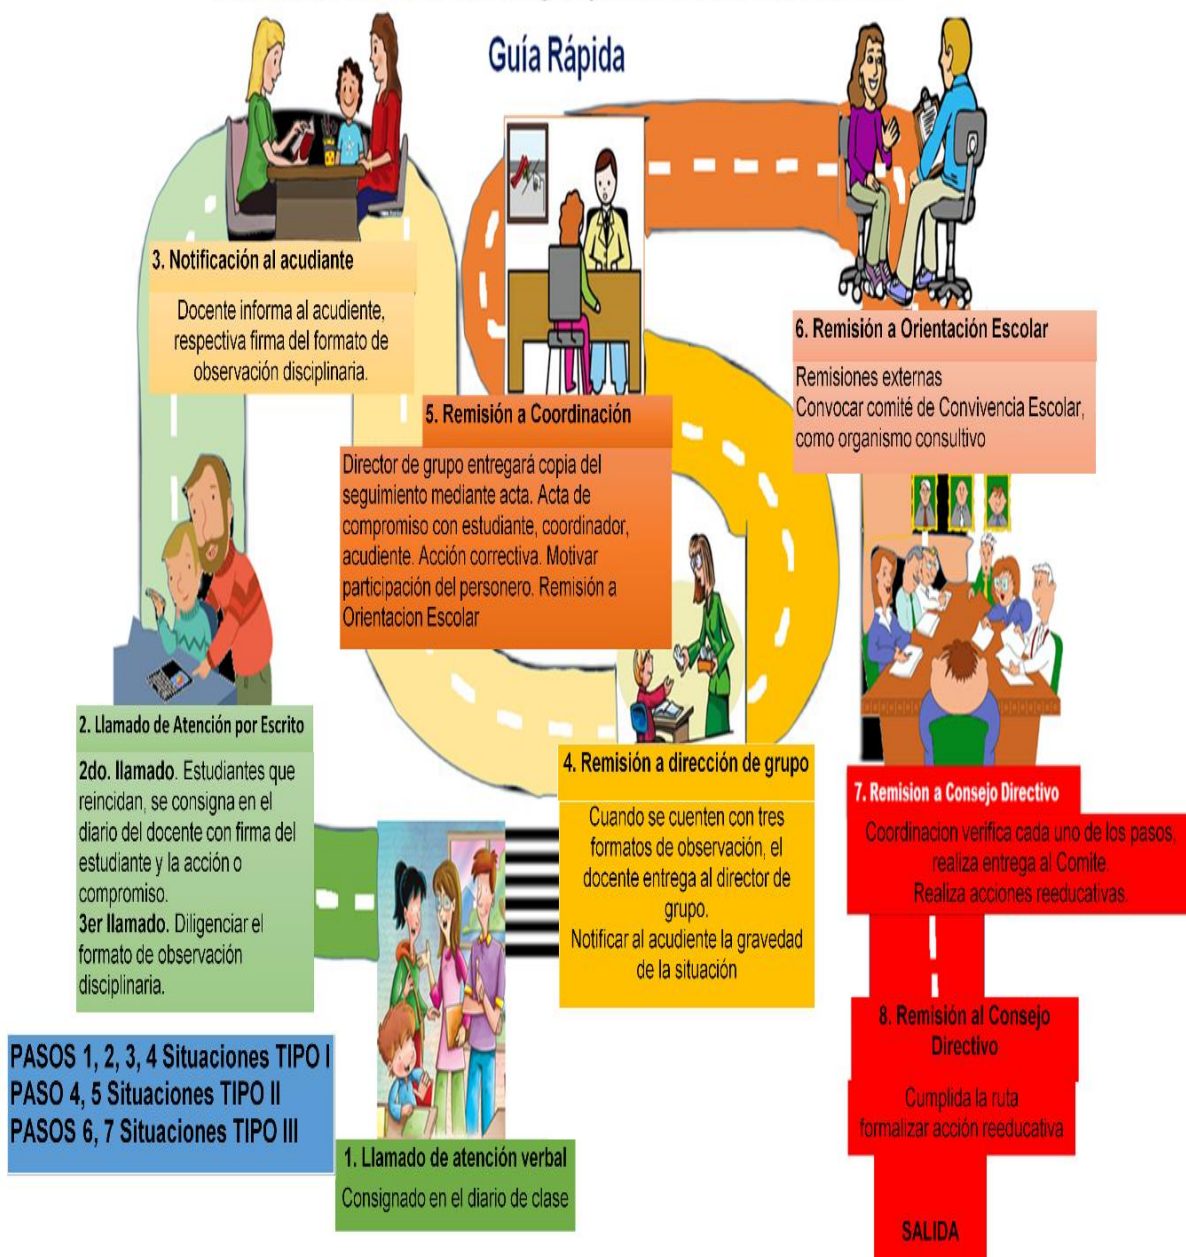 Guía Rápida
3. Notificación al acudiante
Docente informa al acudiente,
respectiva firma del formato de
observación disciplinaria.
5. Remisión a Coordinación
Director de grupo entregará copia del
seguimiento mediante acta. Acta de
compromiso con estudiante, coordinador,
acudiente. Acción correctiva. Motivar
participación del personero. Remisión a
Orientacion Escolar
6. Remisión a Orientación Escolar
Remisiones externas
Convocar comité de Convivencia Escolar,
como organismo consultivo
2. Llamado de Atención por Escrito
2do. llamado. Estudiantes que
reincidan, se consigna en el
diario del docente con firma del
estudiante y la acción o
compromiso.
3er llamado. Diligenciar el
formato de observación
disciplinaria.
4. Remisión a dirección de grupo
Cuando se cuenten con tres
formatos de observación, el
docente entrega al director de
grupo.
Notificar al acudiente la gravedad
de la situación
7. Remision a Consejo Directivo
Coordinacion verifica cada uno de los pasos,
realiza entrega al Comite.
Realiza acciones reeducativas.
8. Remisión al Consejo
Directivo
Cumplida la ruta
formalizar acción reeducativa
SALIDA
PASOS 1, 2, 3, 4 Situaciones TIPO I
PASO 4, 5 Situaciones TIPO II
PASOS 6, 7 Situaciones TIPO III
1. Llamado de atención verbal
Consignado en el diario de clase